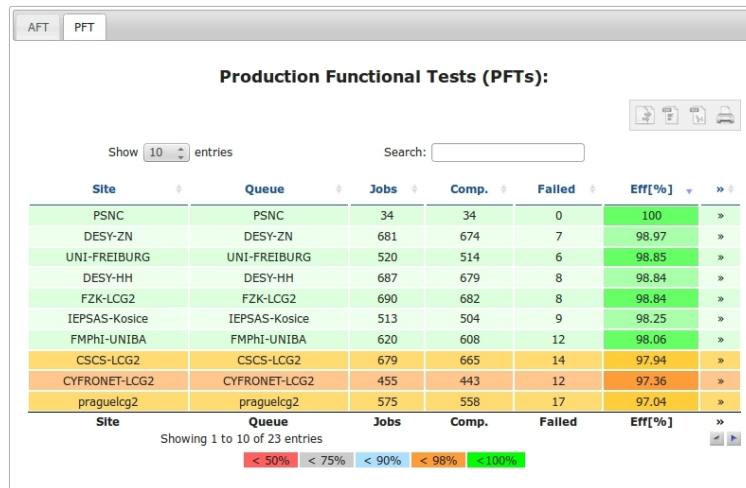 AFT PFT
Production Functional Tests (PFTs):
Show 10 entries Search:
Site Queue Jobs Comp. Failed Eff[%] »
PSNC PSNC 34 34 0 100 »
DESY-ZN DESY-ZN 681 674 7 98.97 »
UNI-FREIBURG UNI-FREIBURG 520 514 6 98.85 »
DESY-HH DESY-HH 687 679 8 98.84 »
FZK-LCG2 FZK-LCG2 690 682 8 98.84 »
IEPSAS-Kosice IEPSAS-Kosice 513 504 9 98.25 »
FMPhI-UNIBA FMPhI-UNIBA 620 608 12 98.06 »
CSCS-LCG2 CSCS-LCG2 679 665 14 97.94 »
CYFRONET-LCG2 CYFRONET-LCG2 455 443 12 97.36 »
praguelcg2 praguelcg2 575 558 17 97.04 »
Site Queue Jobs Comp. Failed Eff[%] »
Showing 1 to 10 of 23 entries
< 50% < 75% < 90% < 98% <100%